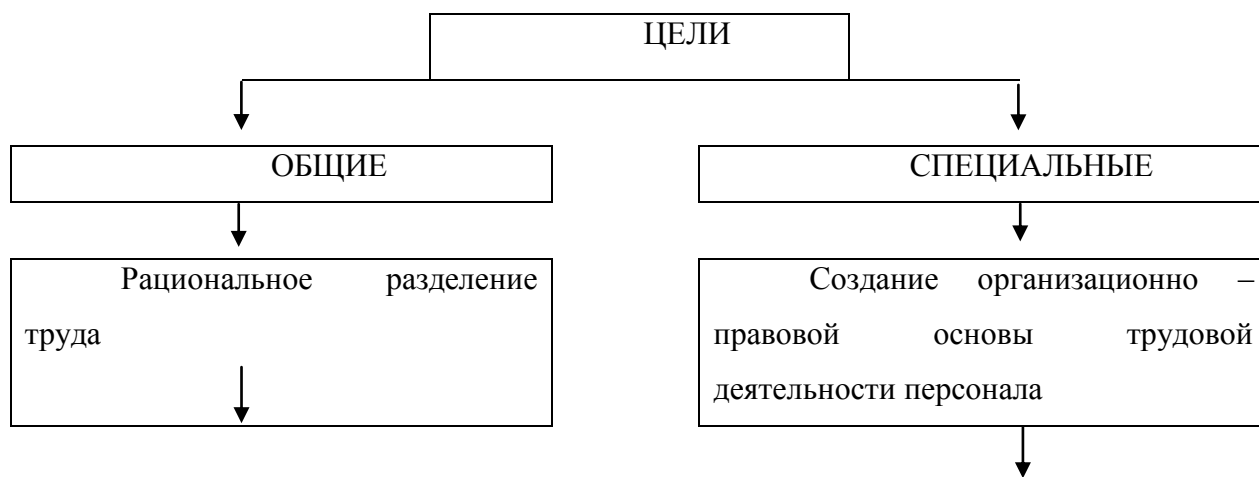 ЦЕЛИ
ОБЩИЕ
СПЕЦИАЛЬНЫЕ
Рациональное разделение
труда
Создание организационно –
правовой основы трудовой
деятельности персонала